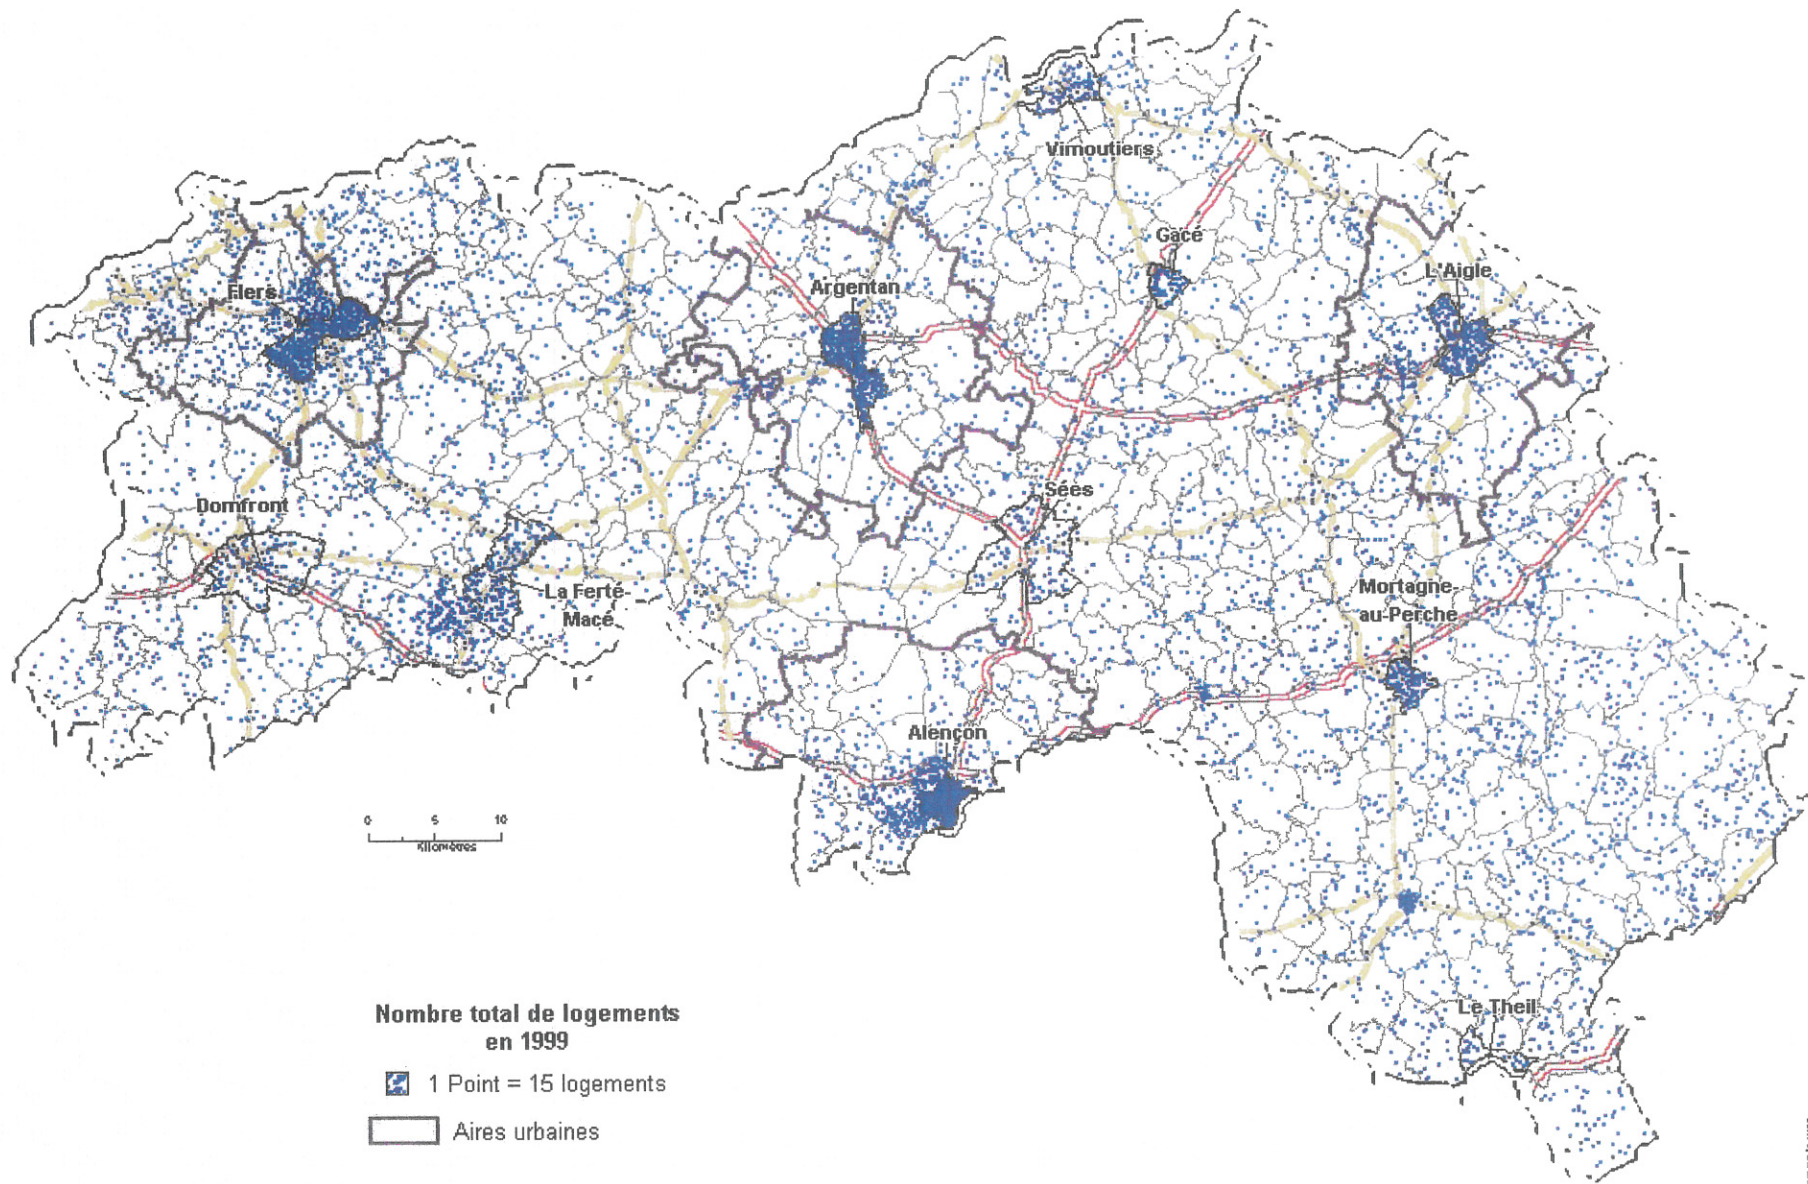 Vimoutiers
Gacé
Flers
Argentan
L'Aigle
Domfront
Sées
La Ferté-
Macé
Mortagne-
au-Perche
Alençon
0 5 10
Kilomètres
Le Theil
Nombre total de logements
en 1999
1 Point = 15 logements
Aires urbaines